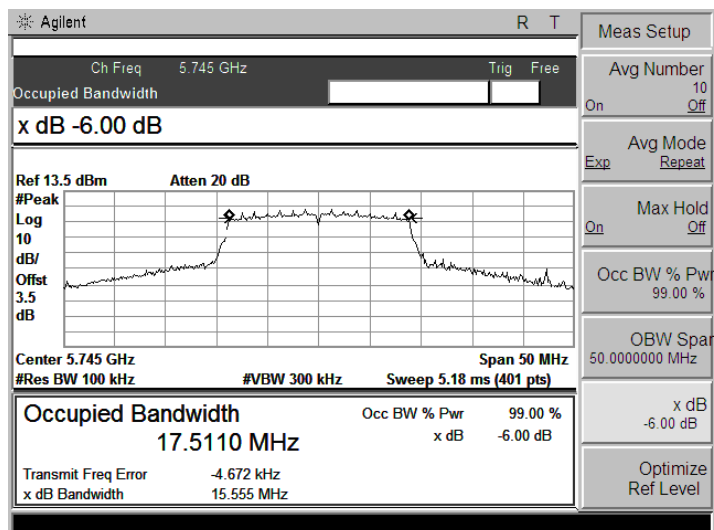 Agilent R T
Ch Freq 5.745 GHz Trig Free
Occupied Bandwidth
x dB -6.00 dB
Ref 13.5 dBm Atten 20 dB
#Peak
Log
10
dB/
Offst
3.5
dB
Center 5.745 GHz Span 50 MHz
#Res BW 100 kHz #VBW 300 kHz Sweep 5.18 ms (401 pts)
Occupied Bandwidth Occ BW % Pwr 99.00 %
17.5110 MHz x dB -6.00 dB
Transmit Freq Error -4.672 kHz
x dB Bandwidth 15.555 MHz
Meas Setup
Avg Number
10
On Off
Avg Mode
Exp Repeat
Max Hold
On Off
Occ BW % Pwr
99.00 %
OBW Span
50.0000000 MHz
x dB
-6.00 dB
Optimize
Ref Level